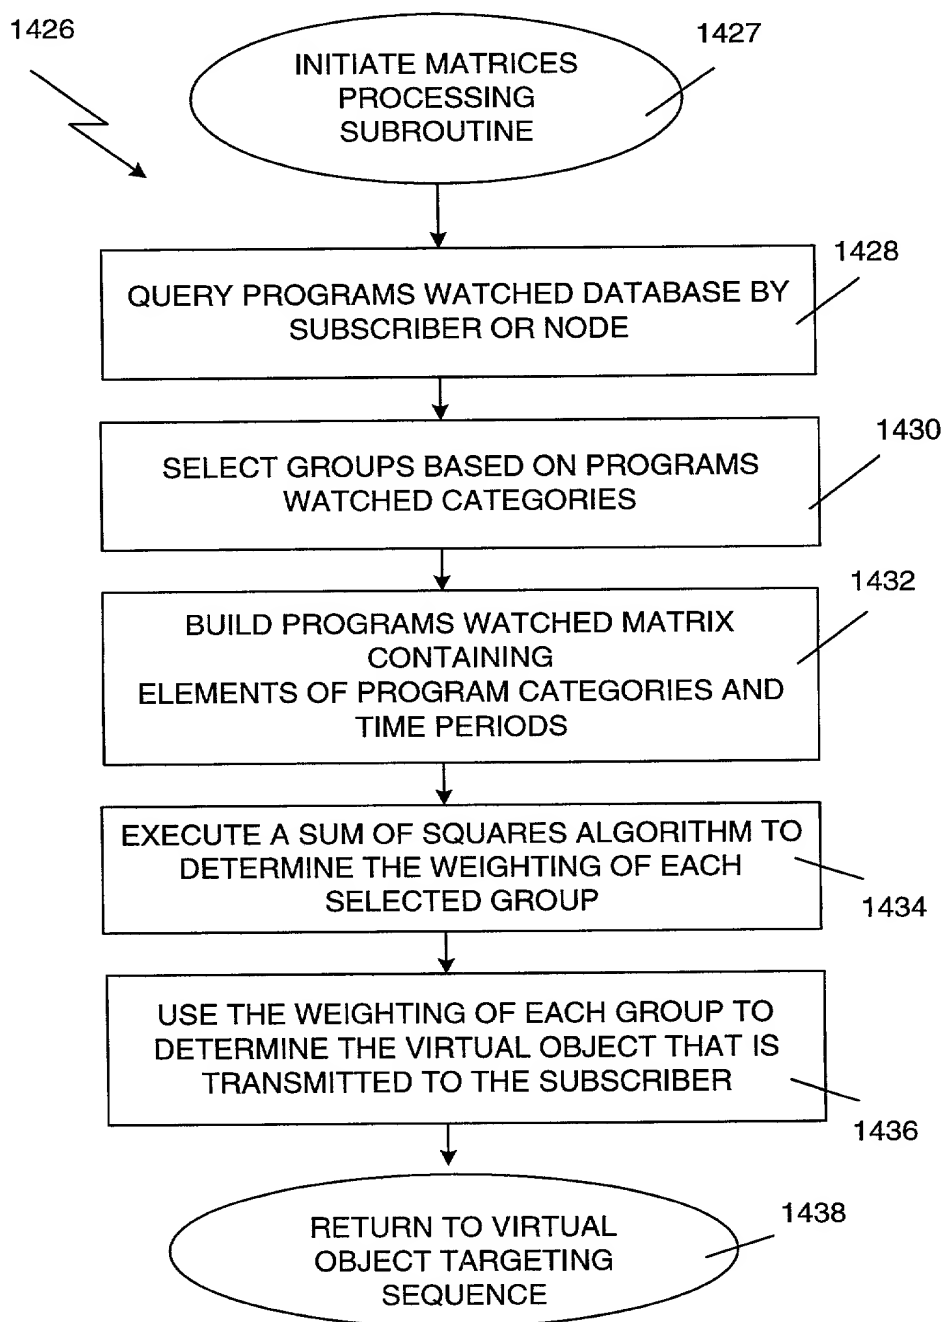 1426
1427
INITIATE MATRICES
PROCESSING
SUBROUTINE
1428
QUERY PROGRAMS WATCHED DATABASE BY
SUBSCRIBER OR NODE
1430
SELECT GROUPS BASED ON PROGRAMS
WATCHED CATEGORIES
1432
BUILD PROGRAMS WATCHED MATRIX
CONTAINING
ELEMENTS OF PROGRAM CATEGORIES AND
TIME PERIODS
EXECUTE A SUM OF SQUARES ALGORITHM TO
DETERMINE THE WEIGHTING OF EACH
SELECTED GROUP
1434
USE THE WEIGHTING OF EACH GROUP TO
DETERMINE THE VIRTUAL OBJECT THAT IS
TRANSMITTED TO THE SUBSCRIBER
1436
1438
RETURN TO VIRTUAL
OBJECT TARGETING
SEQUENCE